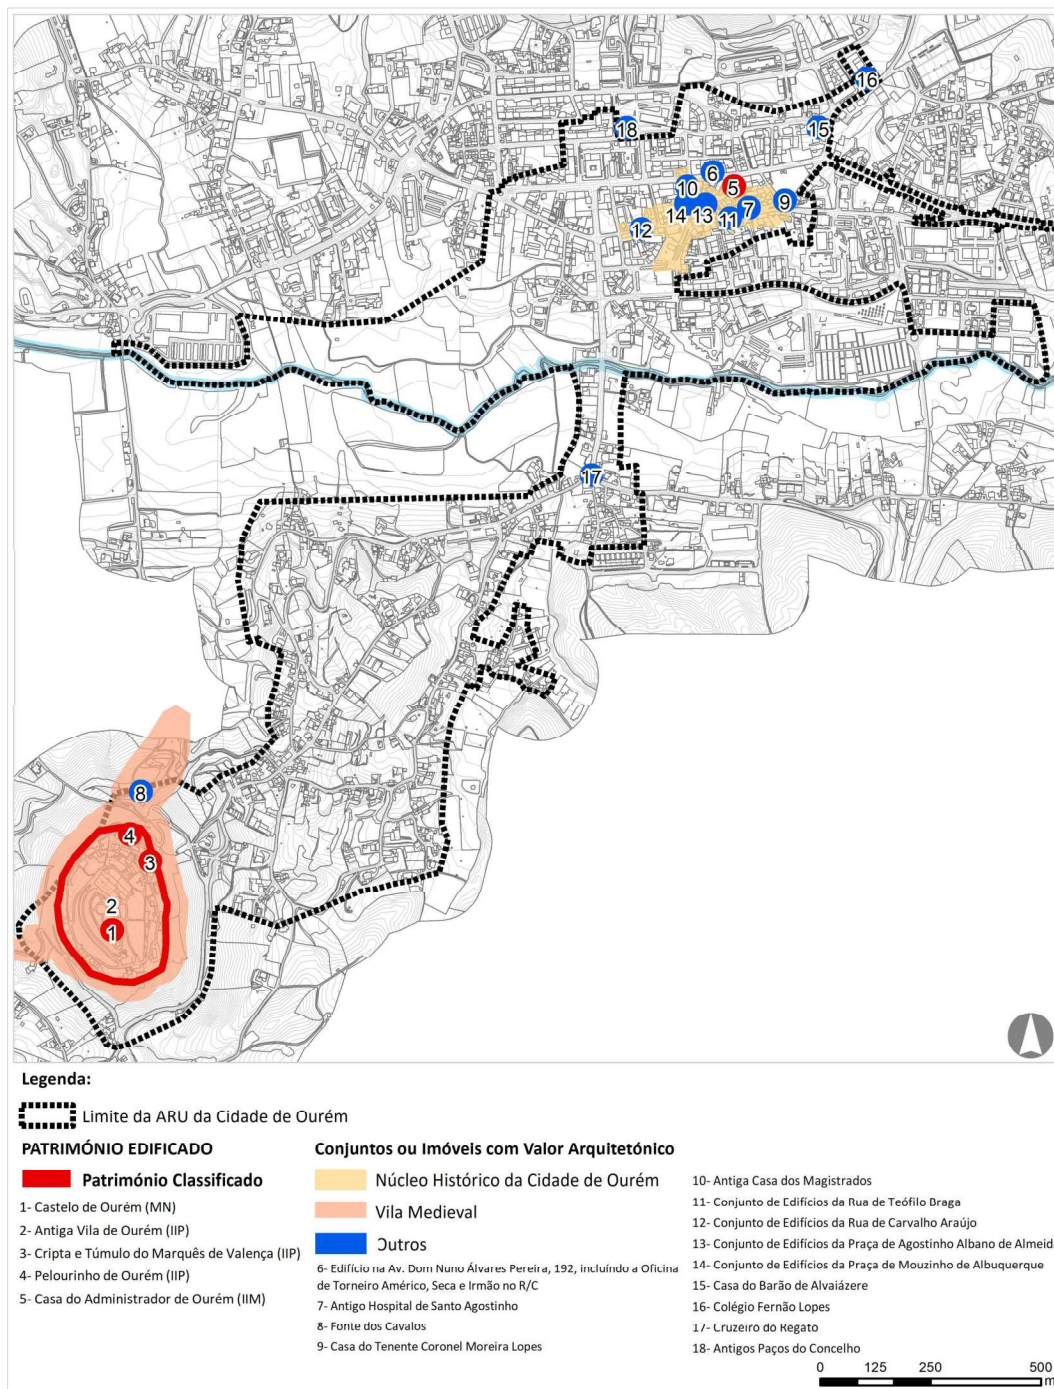 16
18
15
6
5
10
9
7
14
13
11
12
17
8
4
3
2
1
Legenda:
Limite da ARU da Cidade de Ourém
PATRIMÓNIO EDIFICADO
Património Classificado
1- Castelo de Ourém (MN)
2- Antiga Vila de Ourém (IIP)
3- Cripta e Túmulo do Marquês de Valença (IIP)
4- Pelourinho de Ourém (IIP)
5- Casa do Administrador de Ourém (IIM)
Conjuntos ou Imóveis com Valor Arquitetónico
Núcleo Histórico da Cidade de Ourém
Vila Medieval
Outros
6- Edifício na Av. Dom Nuno Álvares Pereira, 192, incluindo a Oficina
de Torneiro Américo, Seca e Irmão no R/C
7- Antigo Hospital de Santo Agostinho
8- Fonte dos Cavalos
9- Casa do Tenente Coronel Moreira Lopes
10- Antiga Casa dos Magistrados
11- Conjunto de Edifícios da Rua de Teófilo Braga
12- Conjunto de Edifícios da Rua de Carvalho Araújo
13- Conjunto de Edifícios da Praça de Agostinho Albano de Almeid
14- Conjunto de Edifícios da Praça de Mouzinho de Albuquerque
15- Casa do Barão de Alvaiázere
16- Colégio Fernão Lopes
17- Cruzeiro do Regato
18- Antigos Paços do Concelho
0 125 250 500
m